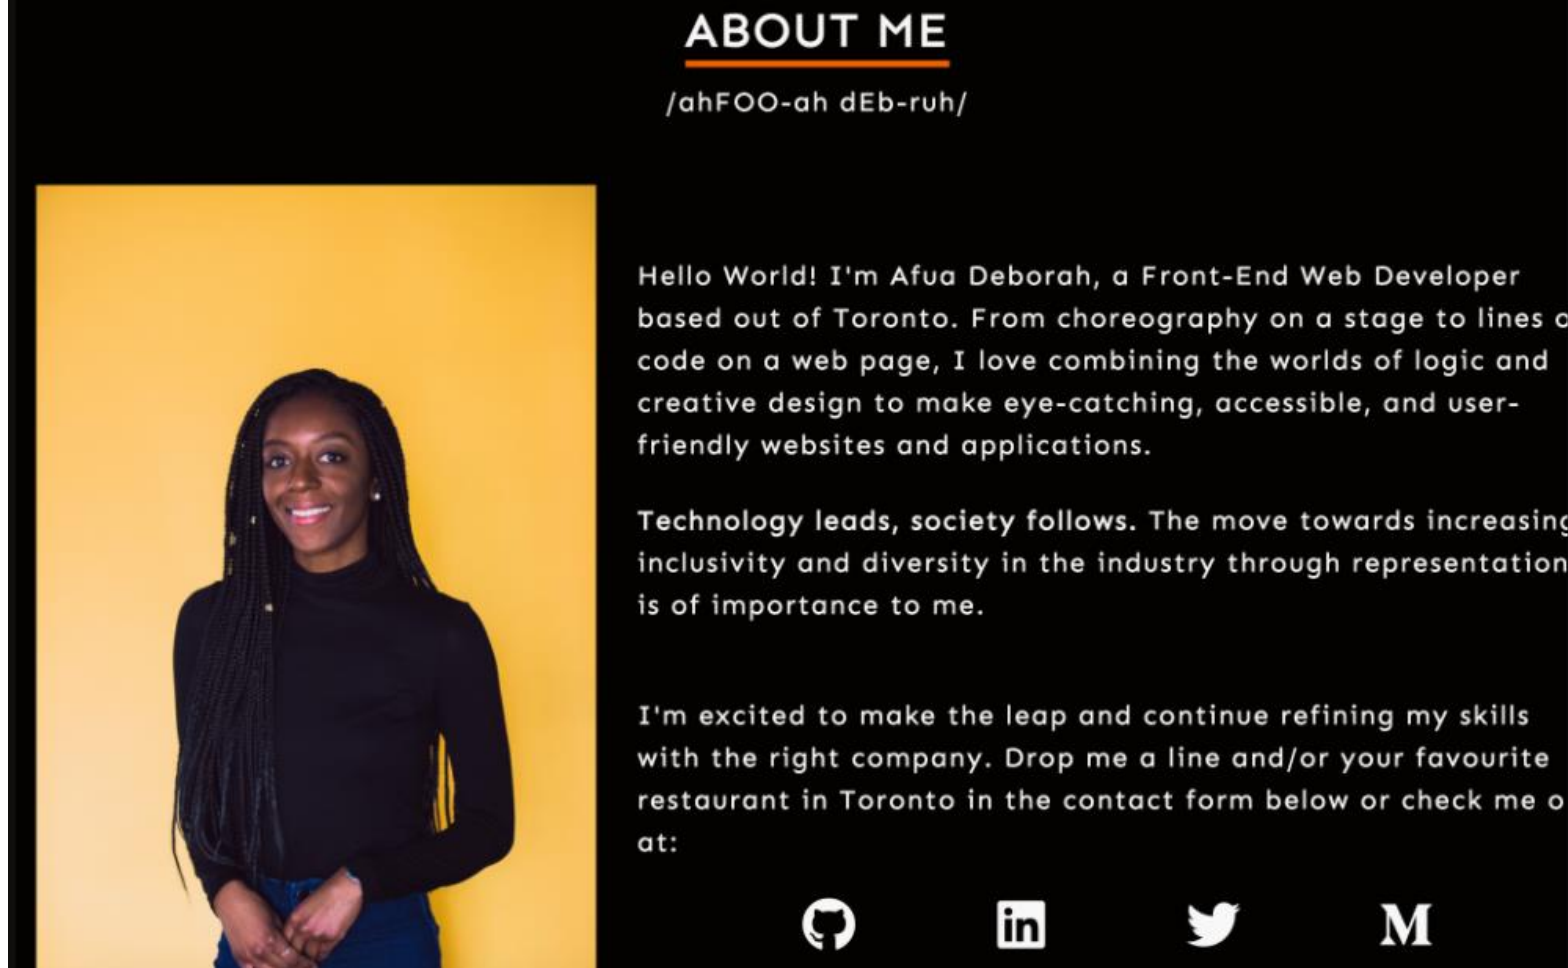 ABOUT ME
/ahFOO-ah dEb-ruh/
Hello World! I'm Afua Deborah, a Front-End Web Developer
based out of Toronto. From choreography on a stage to lines
code on a web page, I love combining the worlds of logic and
creative design to make eye-catching, accessible, and user-
friendly websites and applications.
Technology leads, society follows. The move towards increasing
inclusivity and diversity in the industry through representation
is of importance to me.
I'm excited to make the leap and continue refining my skills
with the right company. Drop me a line and/or your favourite
restaurant in Toronto in the contact form below or check me
at:
in
M